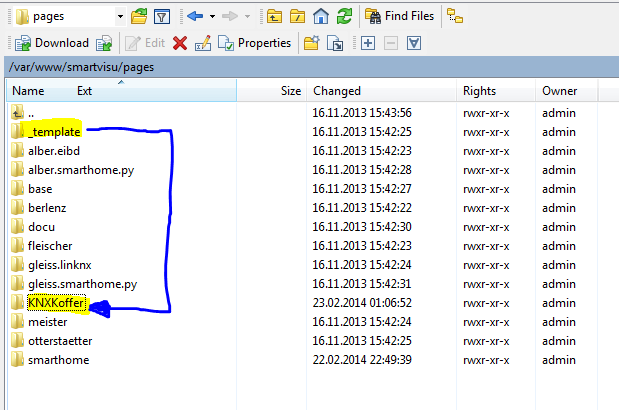 pages Find Files
Download Edit Properties
/var/www/smartvisu/pages
Name Ext Size Changed Rights Owner
.. 16.11.2013 15:43:56 rwxr-xr-x admin
_template 16.11.2013 15:42:25 rwxr-xr-x admin
alber.eibd 16.11.2013 15:42:23 rwxr-xr-x admin
alber.smarthome.py 16.11.2013 15:42:28 rwxr-xr-x admin
base 16.11.2013 15:42:27 rwxr-xr-x admin
berlenz 16.11.2013 15:42:22 rwxr-xr-x admin
docu 16.11.2013 15:42:30 rwxr-xr-x admin
fleischer 16.11.2013 15:42:23 rwxr-xr-x admin
gleiss.linknx 16.11.2013 15:42:24 rwxr-xr-x admin
gleiss.smarthome.py 16.11.2013 15:42:31 rwxr-xr-x admin
KNXKoffer 23.02.2014 01:06:52 rwxr-xr-x admin
meister 16.11.2013 15:42:24 rwxr-xr-x admin
otterstaetter 16.11.2013 15:42:25 rwxr-xr-x admin
smarthome 22.02.2014 22:49:39 rwxr-xr-x admin